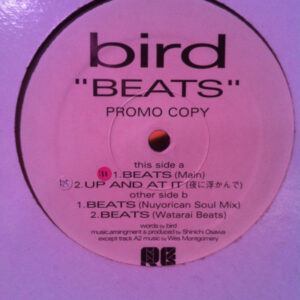 bird
"BEATS"
PROMO COPY
this side a
1.BEATS (Main)
2.UP AND AT IT (夜に浮かんで)
other side b
1.BEATS (Nuyorican Soul Mix)
2.BEATS (Watarai Beats)
words by bird
music,arrangment & produced by Shinichi Osawa
except track A2 music by Wes Montgomery